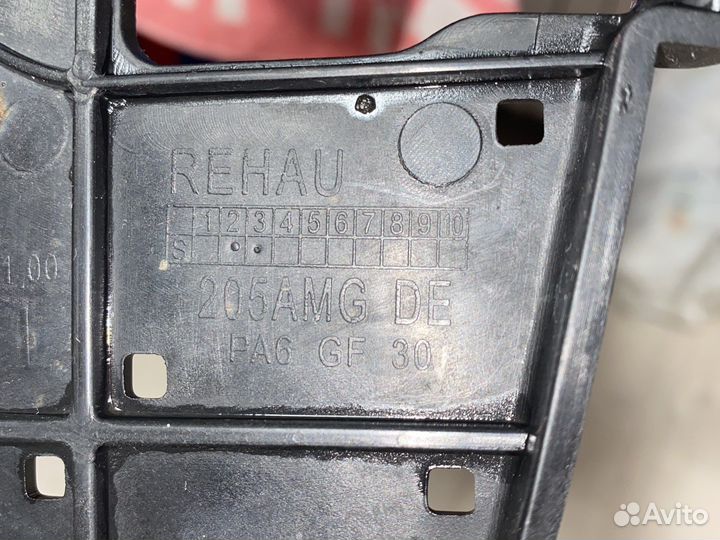 REHAU
1 2 3 4 5 6 7 8 9 10
S
1.00
205AMG DE
PA6 GF 30
Avito